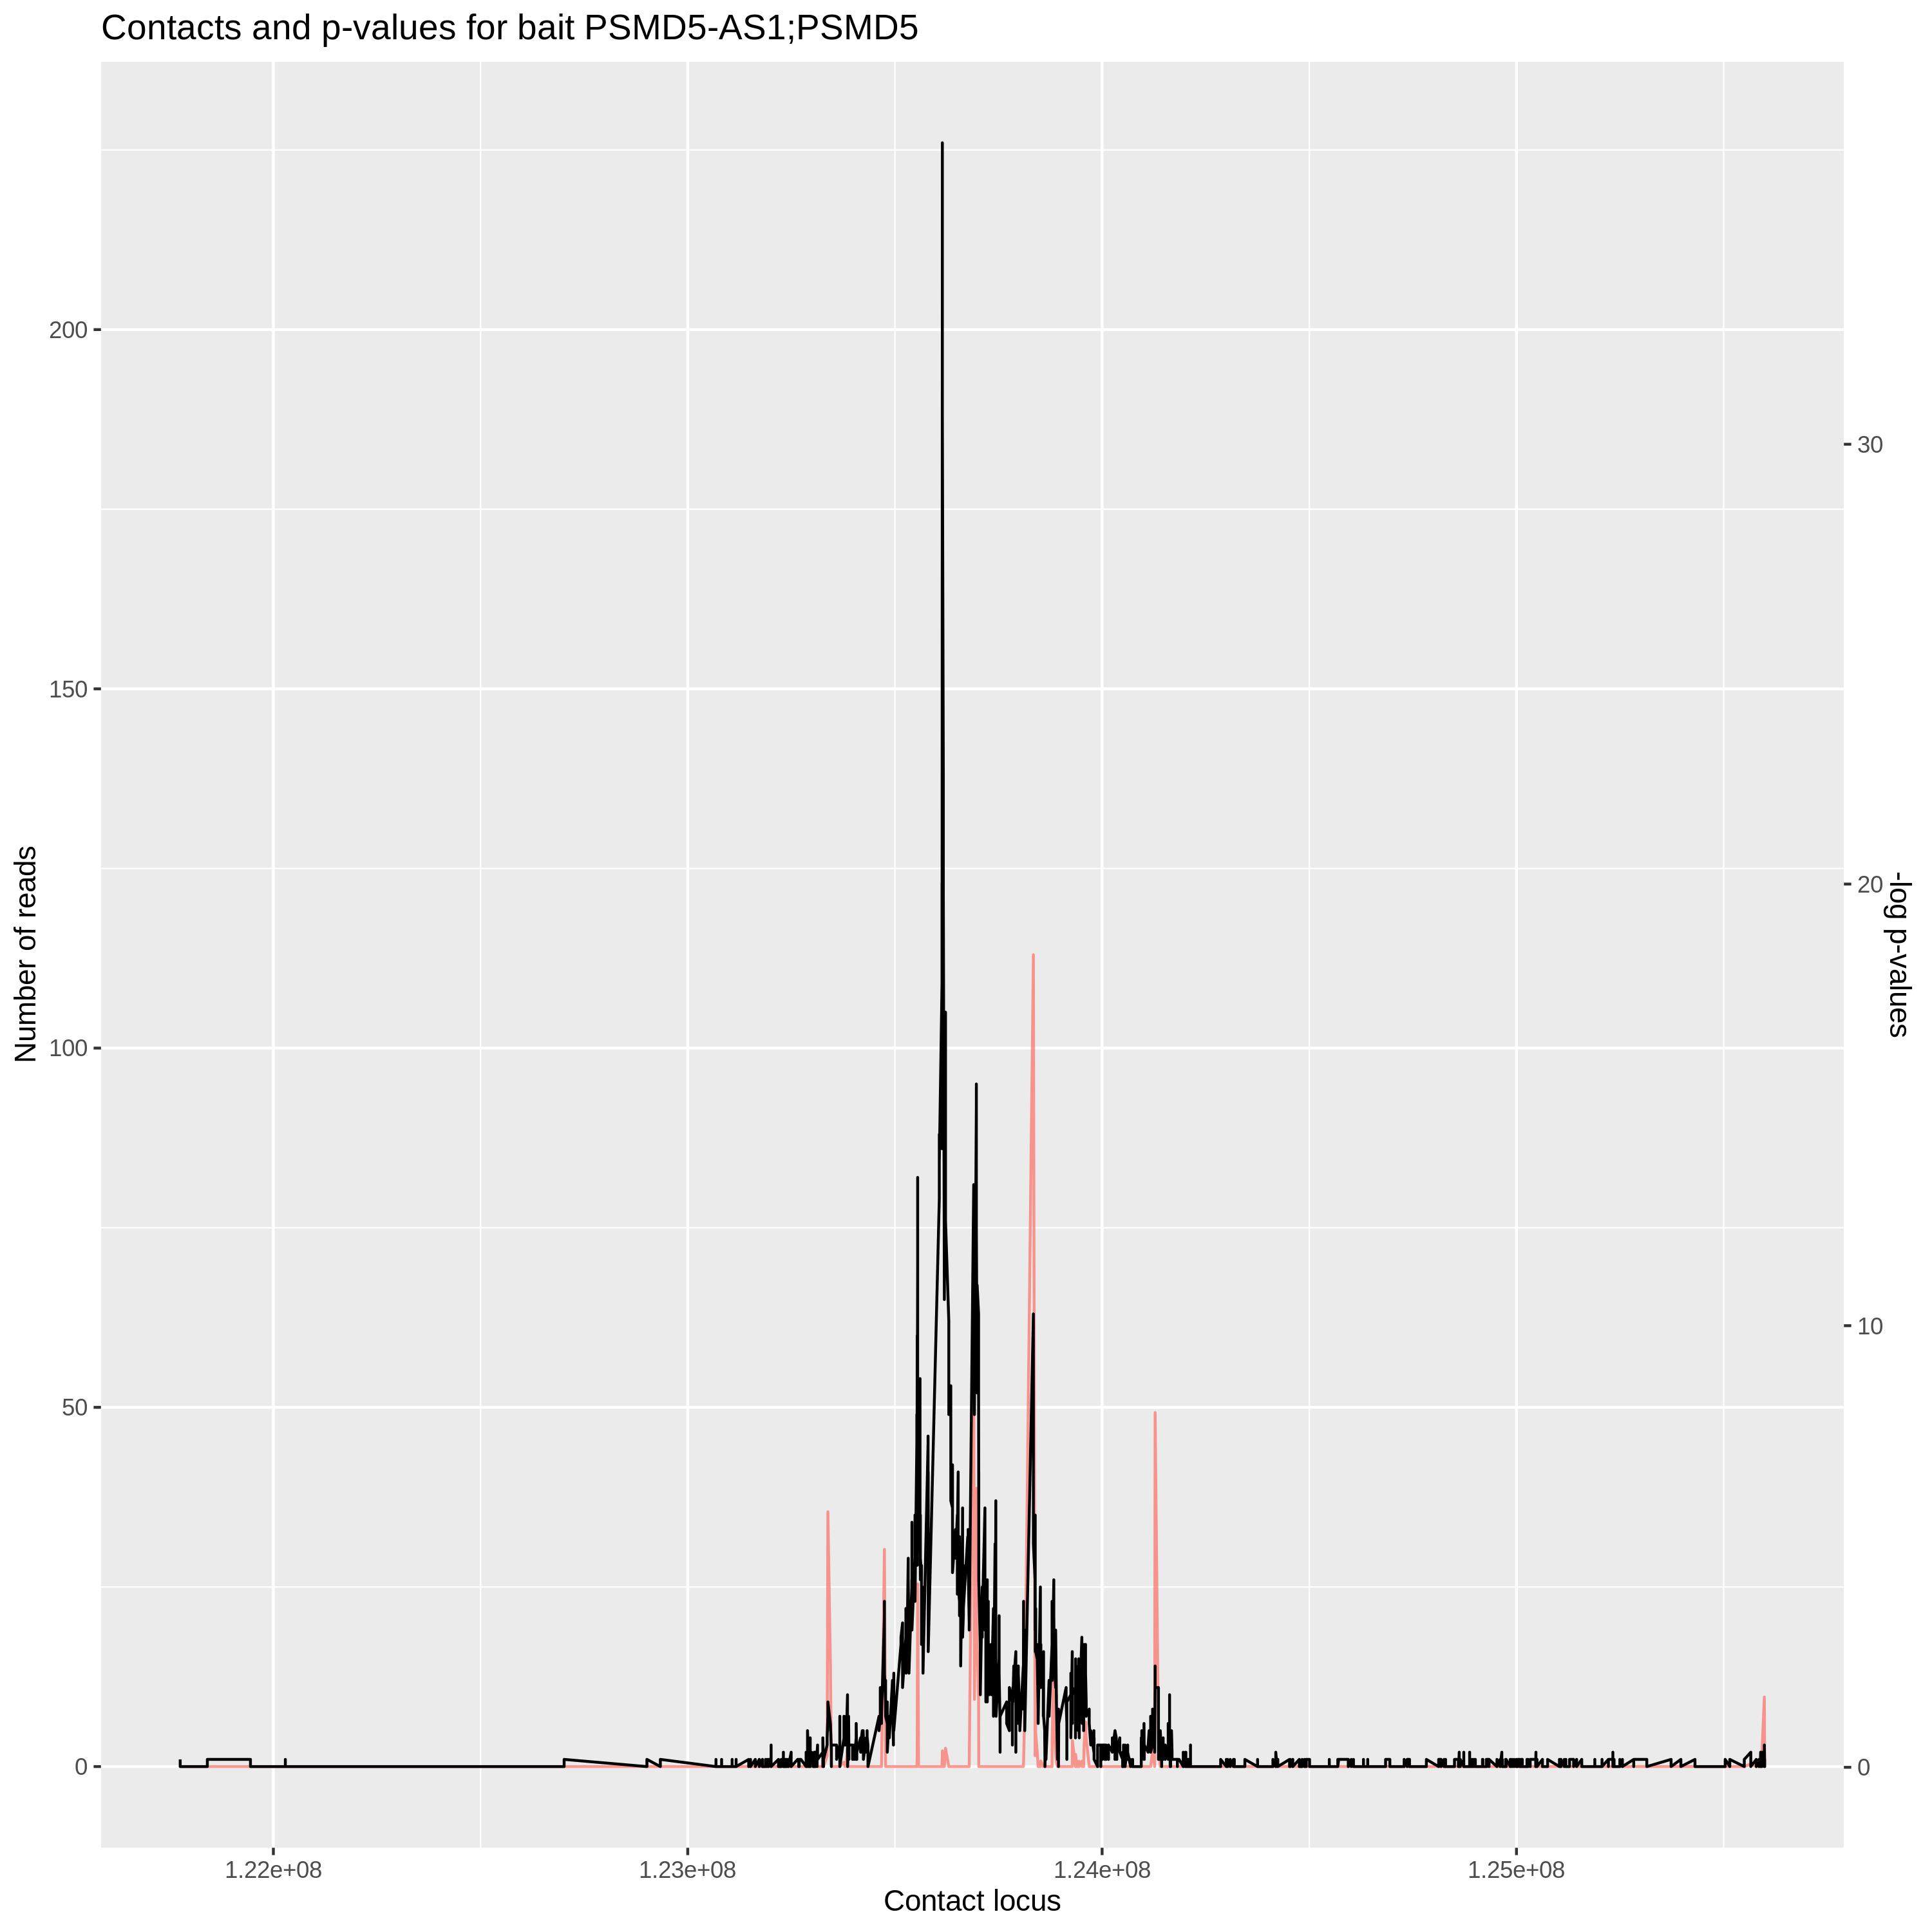 Contacts and p-values for bait PSMD5-AS1;PSMD5
Number of reads
200
150
100
50
0
30
20
10
0
-log p-values
1.22e+08
1.23e+08
1.24e+08
1.25e+08
Contact locus